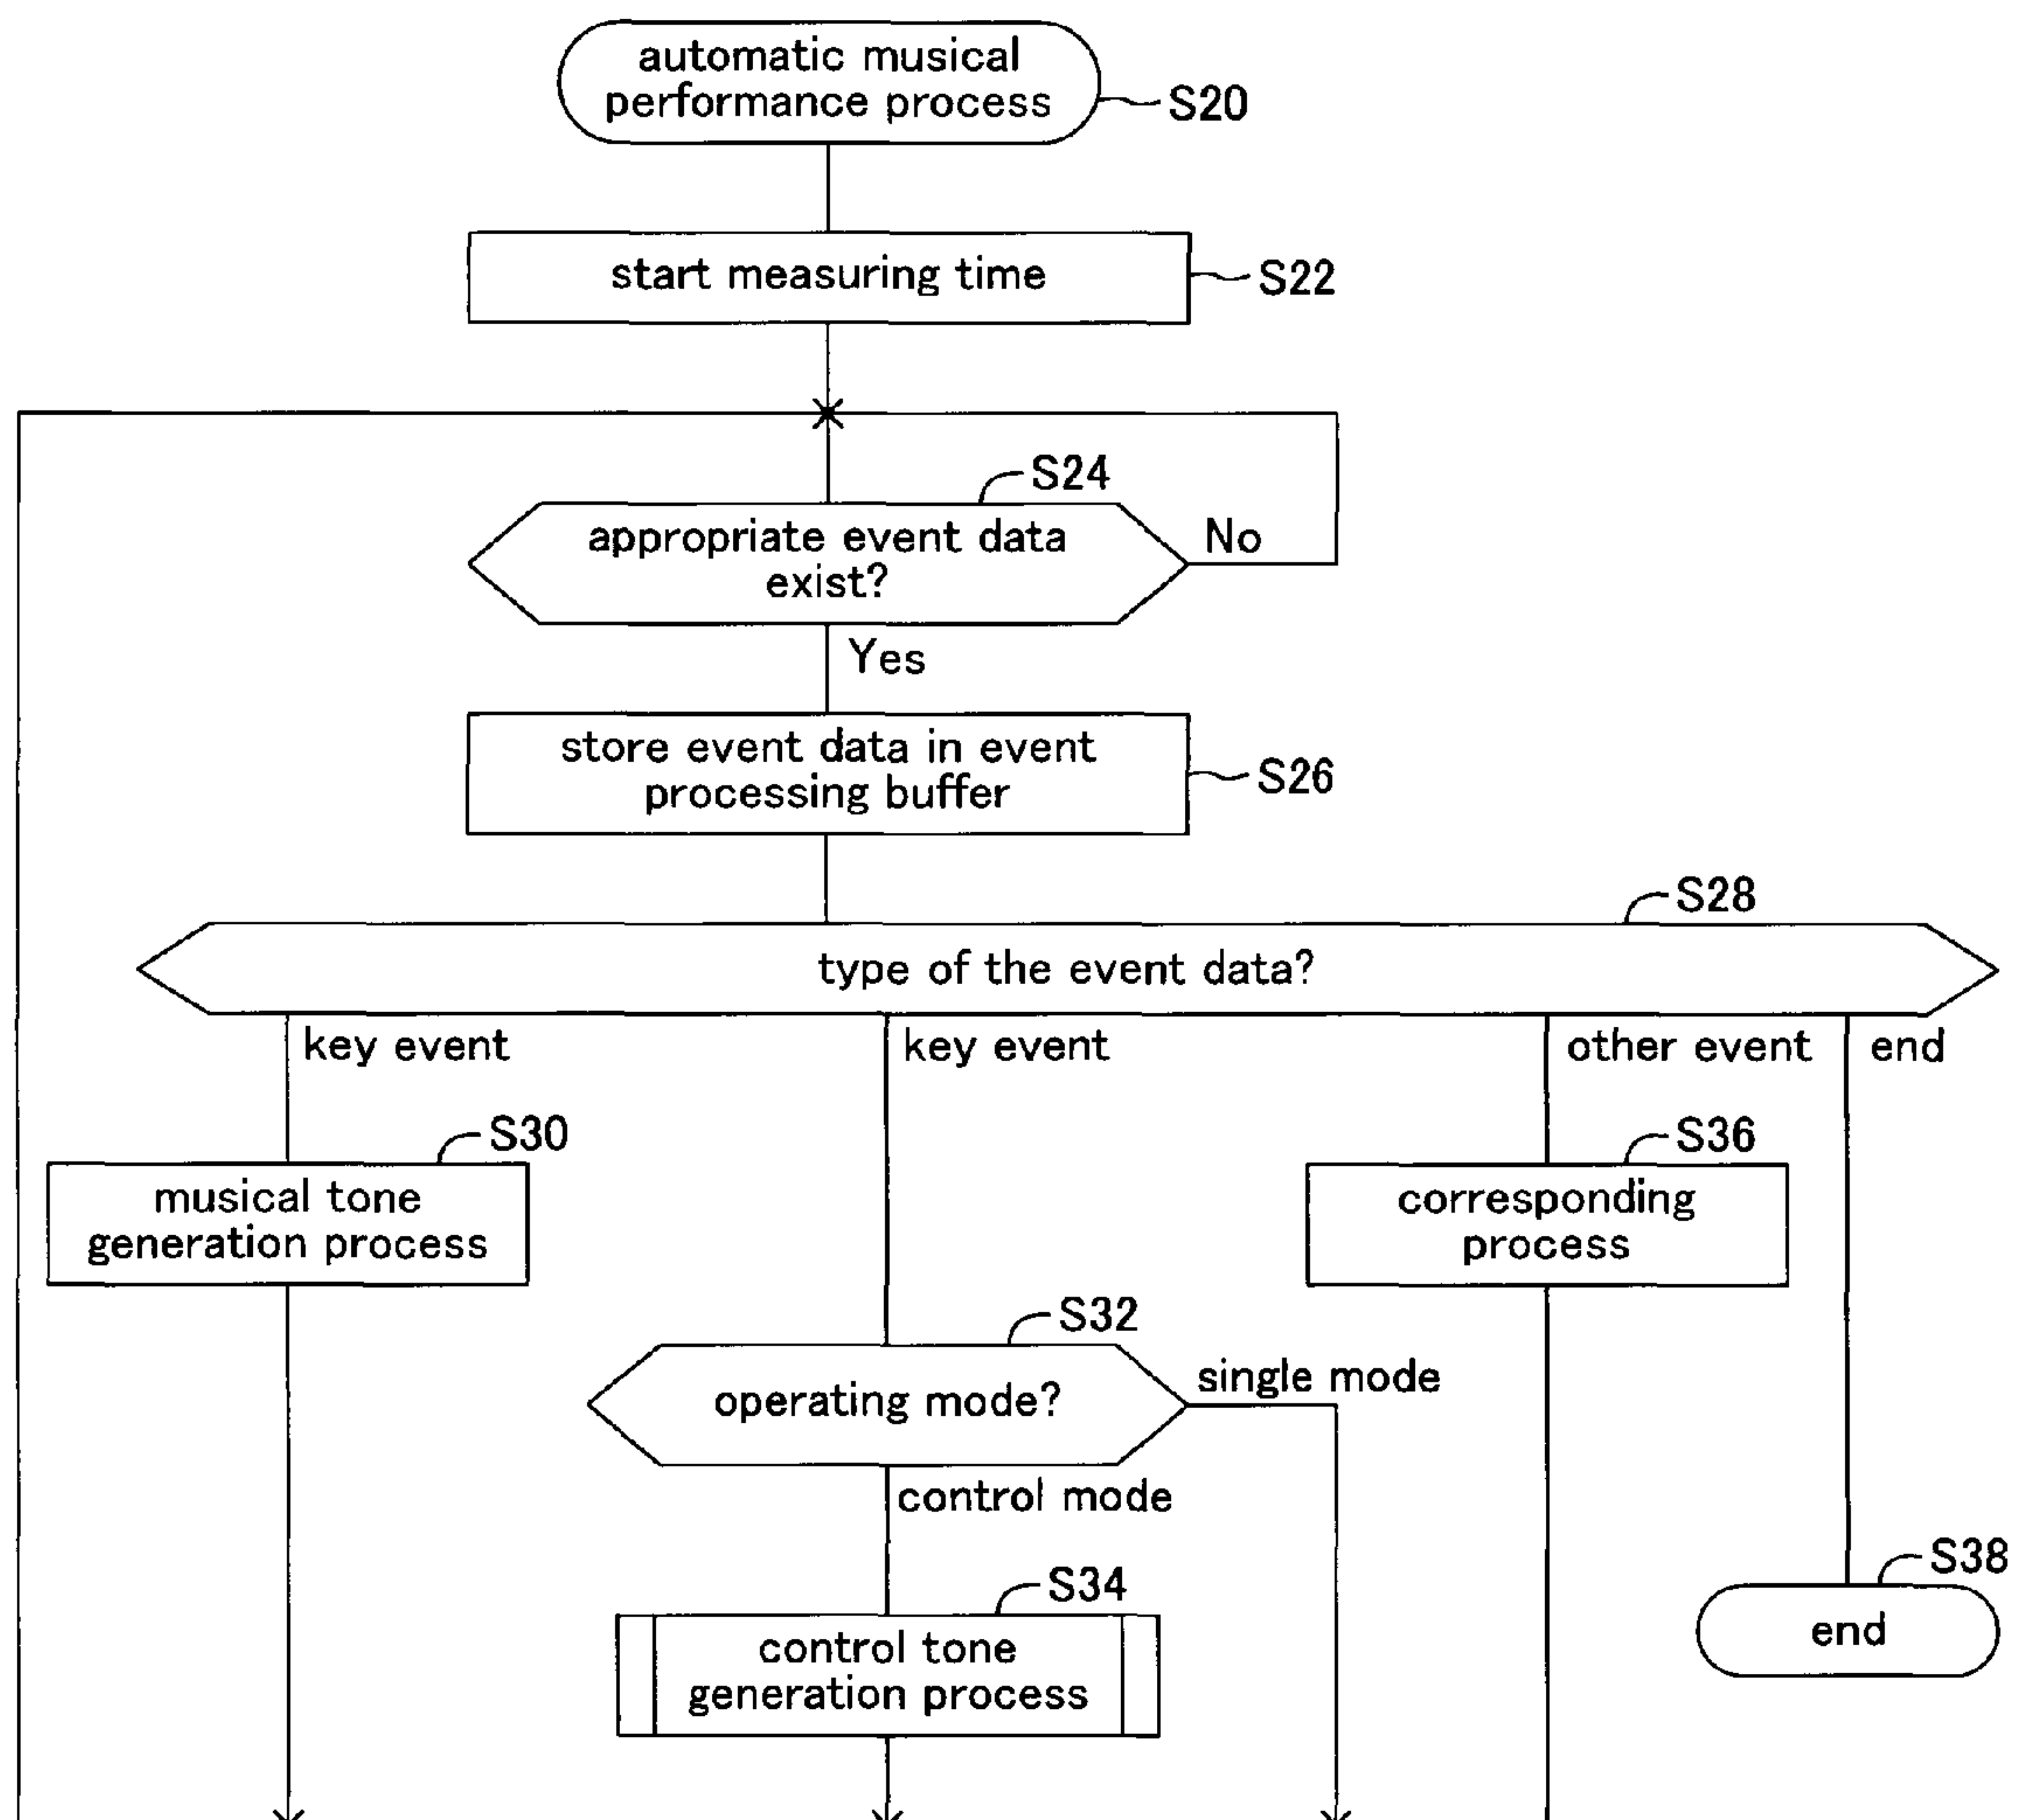 automatic musical
performance process
S20
start measuring time
S22
S24
appropriate event data
exist?
No
Yes
store event data in event
processing buffer
S26
S28
type of the event data?
key event
key event
other event
end
S30
musical tone
generation process
S36
corresponding
process
S32
operating mode?
single mode
control mode
S34
control tone
generation process
S38
end